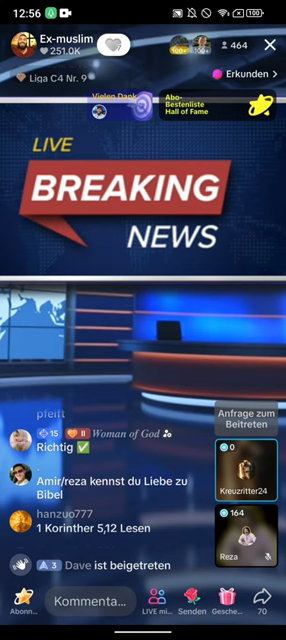 12:56
100
Ex-muslim
251.0K
100+
100+
464
Liga C4 Nr. 9
Erkunden >
Vielen Dank
Abo-
Bestenliste
Hall of Fame
LIVE
BREAKING
NEWS
pfeift
15 II Woman of God
Richtig ✅
Amir/reza kennst du Liebe zu
Bibel
hanzuo777
1 Korinther 5,12 Lesen
3 Dave ist beigetreten
Anfrage zum
Beitreten
0
Kreuzritter24
164
Reza
Abonn...
Kommenta...
LIVE mi...
Senden
Gesche...
70